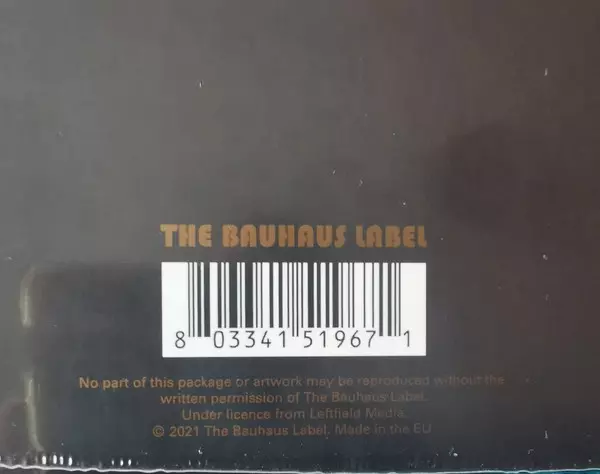 THE BAUHAUS LABEL
8 03341 51967 1
No part of this package or artwork may be reproduced without the
written permission of The Bauhaus Label.
Under licence from Leftfield Media.
© 2021 The Bauhaus Label. Made in the EU